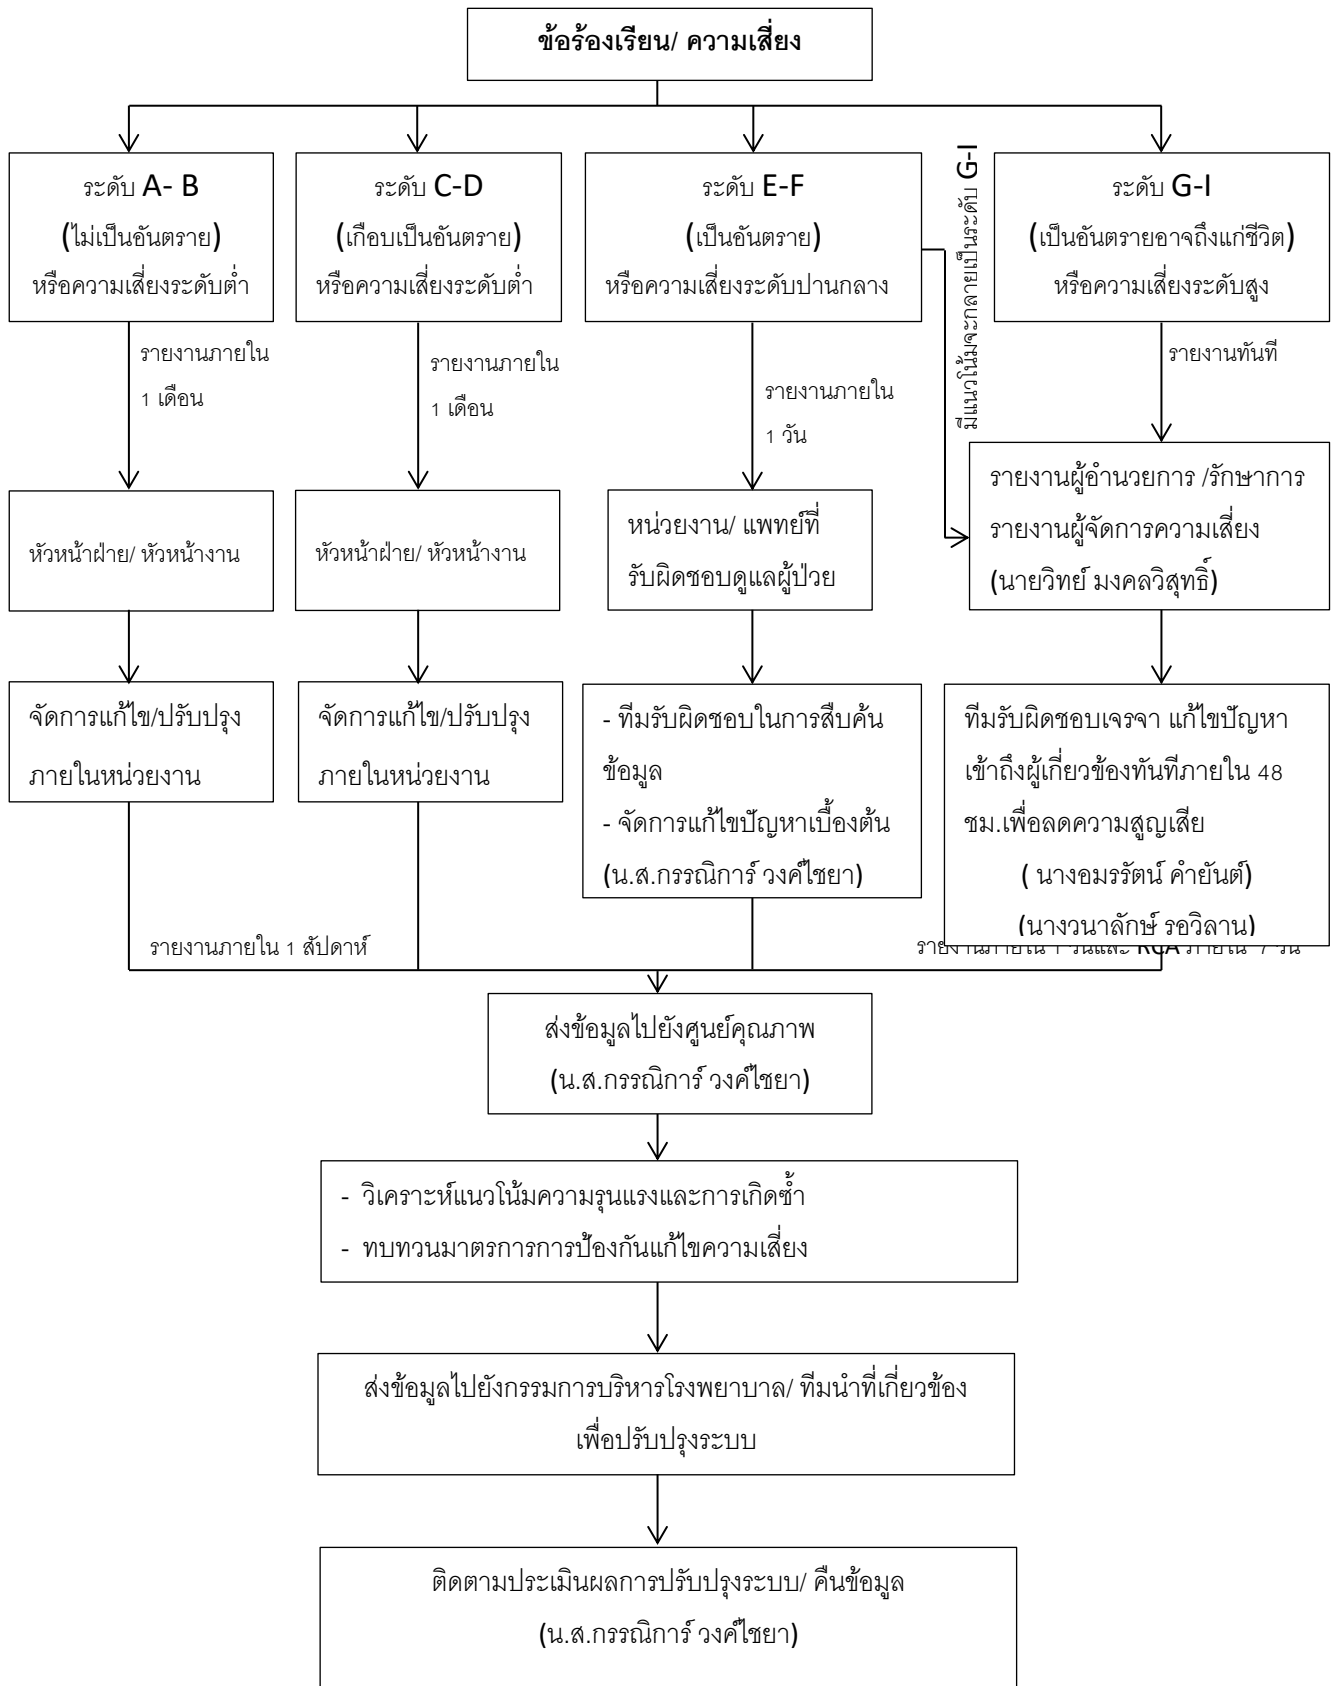 ข้อร้องเรียน/ ความเสี่ยง
ระดับ A- B
(ไม่เป็นอันตราย)
หรือความเสี่ยงระดับต่ำ
ระดับ C-D
(เกือบเป็นอันตราย)
หรือความเสี่ยงระดับต่ำ
ระดับ E-F
(เป็นอันตราย)
หรือความเสี่ยงระดับปานกลาง
มีแนวโน้มจะกลายเป็นระดับ G-I
ระดับ G-I
(เป็นอันตรายอาจถึงแก่ชีวิต)
หรือความเสี่ยงระดับสูง
รายงานภายใน
1 เดือน
รายงานภายใน
1 เดือน
รายงานภายใน
1 วัน
รายงานทันที
หัวหน้าฝ่าย/ หัวหน้างาน
หัวหน้าฝ่าย/ หัวหน้างาน
หน่วยงาน/ แพทย์ที่
รับผิดชอบดูแลผู้ป่วย
รายงานผู้อำนวยการ /รักษาการ
รายงานผู้จัดการความเสี่ยง
(นายวิทย์ มงคลวิสุทธิ์)
จัดการแก้ไข/ปรับปรุง
ภายในหน่วยงาน
จัดการแก้ไข/ปรับปรุง
ภายในหน่วยงาน
- ทีมรับผิดชอบในการสืบค้น
ข้อมูล
- จัดการแก้ไขปัญหาเบื้องต้น
(น.ส.กรรณิการ์ วงค์ไชยา)
ทีมรับผิดชอบเจรจา แก้ไขปัญหา
เข้าถึงผู้เกี่ยวข้องทันทีภายใน 48
ชม.เพื่อลดความสูญเสีย
( นางอมรรัตน์ คำยันต์)
(นางวนาลักษ์ รอวิลาน)
รายงานภายใน 1 สัปดาห์
รายงานภายใน 1 วันและ RCA ภายใน 7 วัน
ส่งข้อมูลไปยังศูนย์คุณภาพ
(น.ส.กรรณิการ์ วงค์ไชยา)
- วิเคราะห์แนวโน้มความรุนแรงและการเกิดซ้ำ
- ทบทวนมาตรการการป้องกันแก้ไขความเสี่ยง
ส่งข้อมูลไปยังกรรมการบริหารโรงพยาบาล/ ทีมนำที่เกี่ยวข้อง
เพื่อปรับปรุงระบบ
ติดตามประเมินผลการปรับปรุงระบบ/ คืนข้อมูล
(น.ส.กรรณิการ์ วงค์ไชยา)